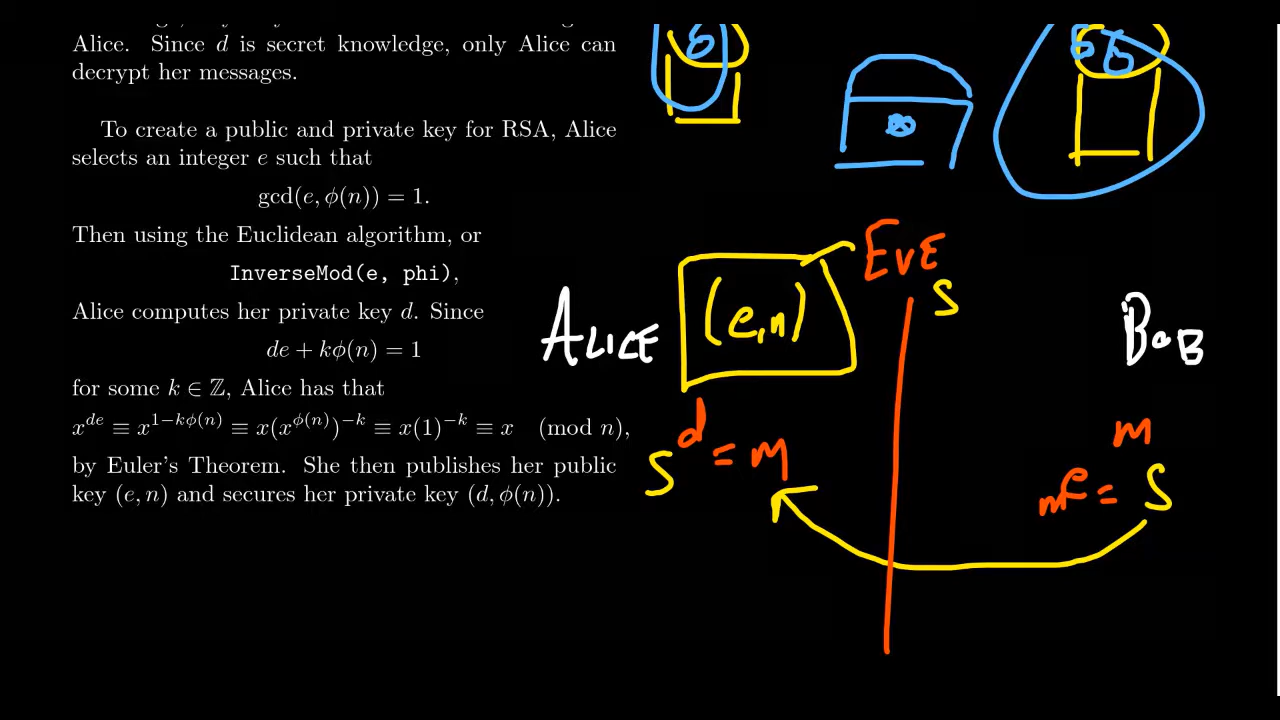 Alice. Since d is secret knowledge, only Alice can
decrypt her messages.
To create a public and private key for RSA, Alice
selects an integer e such that
gcd(e, ϕ(n)) = 1.
Then using the Euclidean algorithm, or
InverseMod(e, phi),
Alice computes her private key d. Since
de + kϕ(n) = 1
for some k ∈ ℤ, Alice has that
x^{de} ≡ x^{1−kϕ(n)} ≡ x(x^{ϕ(n)})^{−k} ≡ x(1)^{−k} ≡ x (mod n),
by Euler's Theorem. She then publishes her public
key (e, n) and secures her private key (d, ϕ(n)).
EvE
S
ALICE
(e,n)
BoB
S^d = m
m
m^e = S